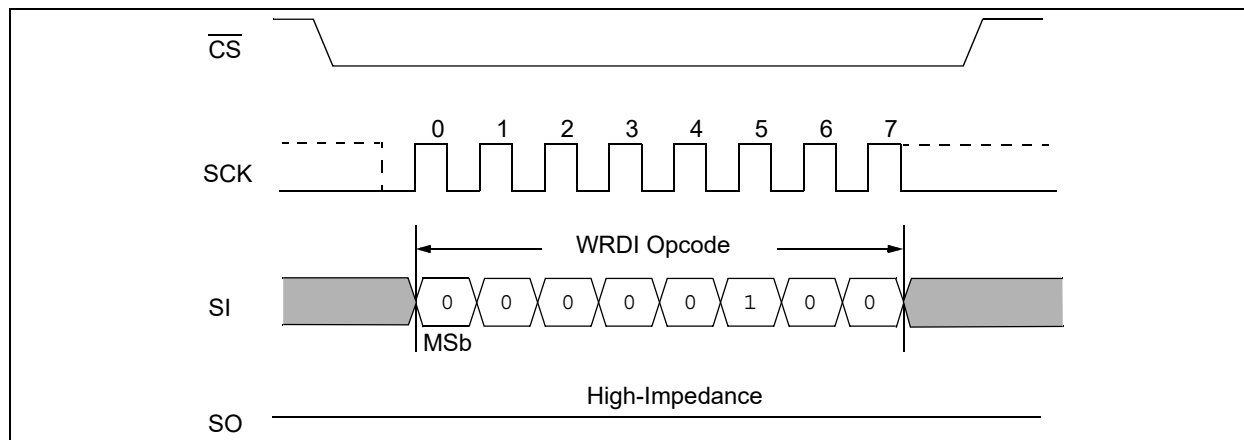 CS
0 1 2 3 4 5 6 7
SCK
WRDI Opcode
SI
0 0 0 0 0 1 0 0
MSb
High-Impedance
SO